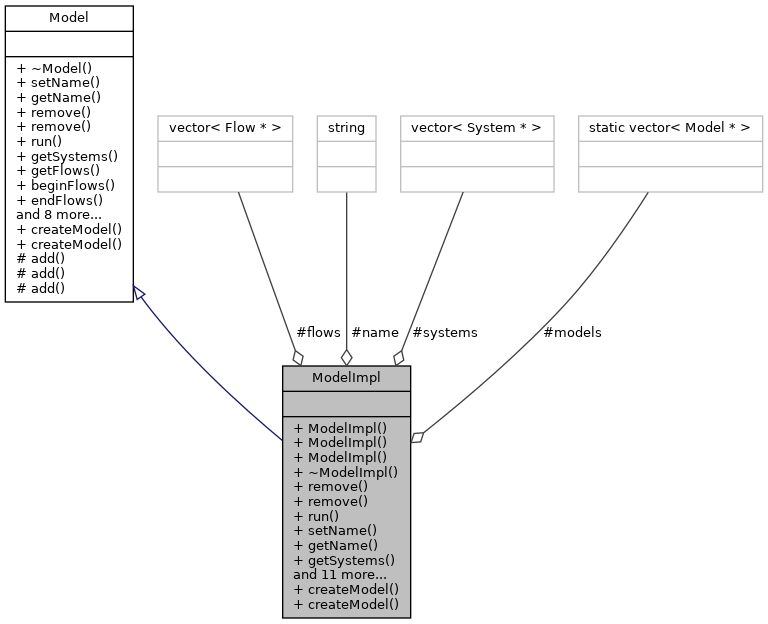 Model
+ ~Model()
+ setName()
+ getName()
+ remove()
+ remove()
+ run()
+ getSystems()
+ getFlows()
+ beginFlows()
+ endFlows()
and 8 more...
+ createModel()
+ createModel()
# add()
# add()
# add()
vector< Flow * >
string
vector< System * >
static vector< Model * >
#flows
#name
#systems
#models
ModelImpl
+ ModelImpl()
+ ModelImpl()
+ ModelImpl()
+ ~ModelImpl()
+ remove()
+ remove()
+ run()
+ setName()
+ getName()
+ getSystems()
and 11 more...
+ createModel()
+ createModel()